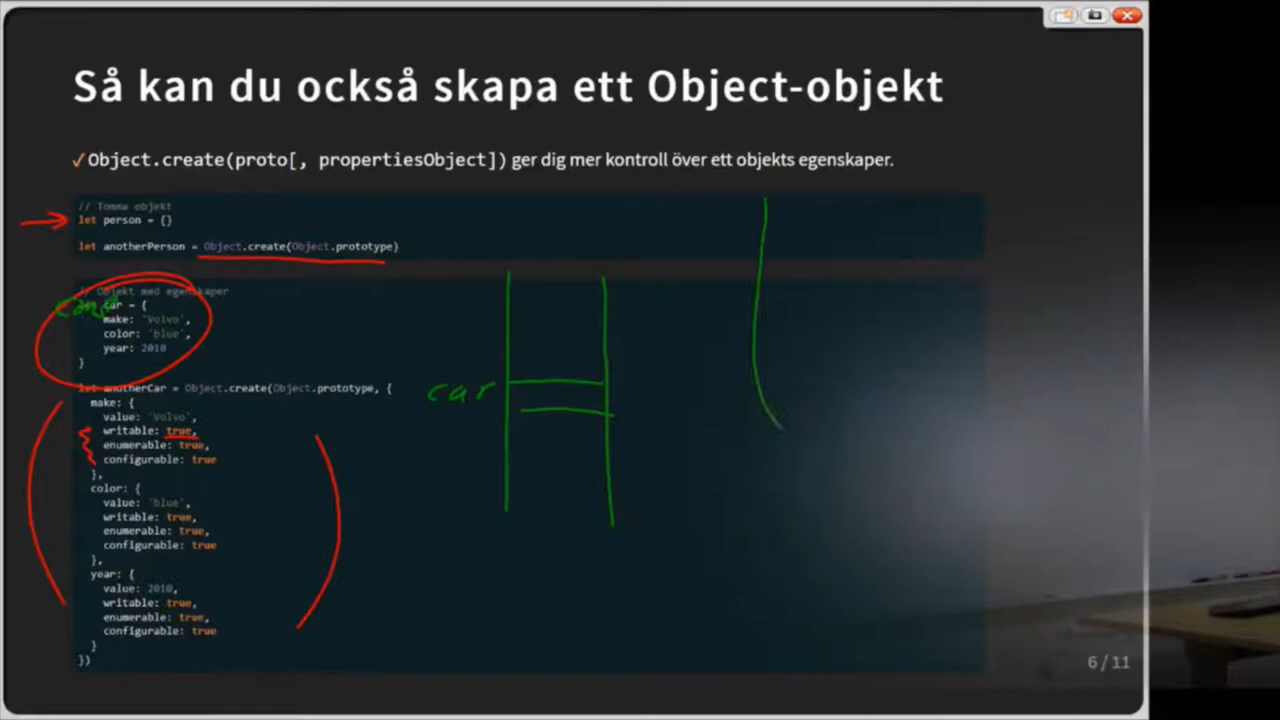 Så kan du också skapa ett Object-objekt
✓Object.create(proto[, propertiesObject]) ger dig mer kontroll över ett objekts egenskaper.
// Tomma objekt
let person = {}
let anotherPerson = Object.create(Object.prototype)
// Objekt med egenskaper
car = {
make: 'Volvo',
color: 'blue',
year: 2010
}
let anotherCar = Object.create(Object.prototype, {
make: {
value: 'Volvo',
writable: true,
enumerable: true,
configurable: true
},
color: {
value: 'blue',
writable: true,
enumerable: true,
configurable: true
},
year: {
value: 2010,
writable: true,
enumerable: true,
configurable: true
}
})
car
6 / 11